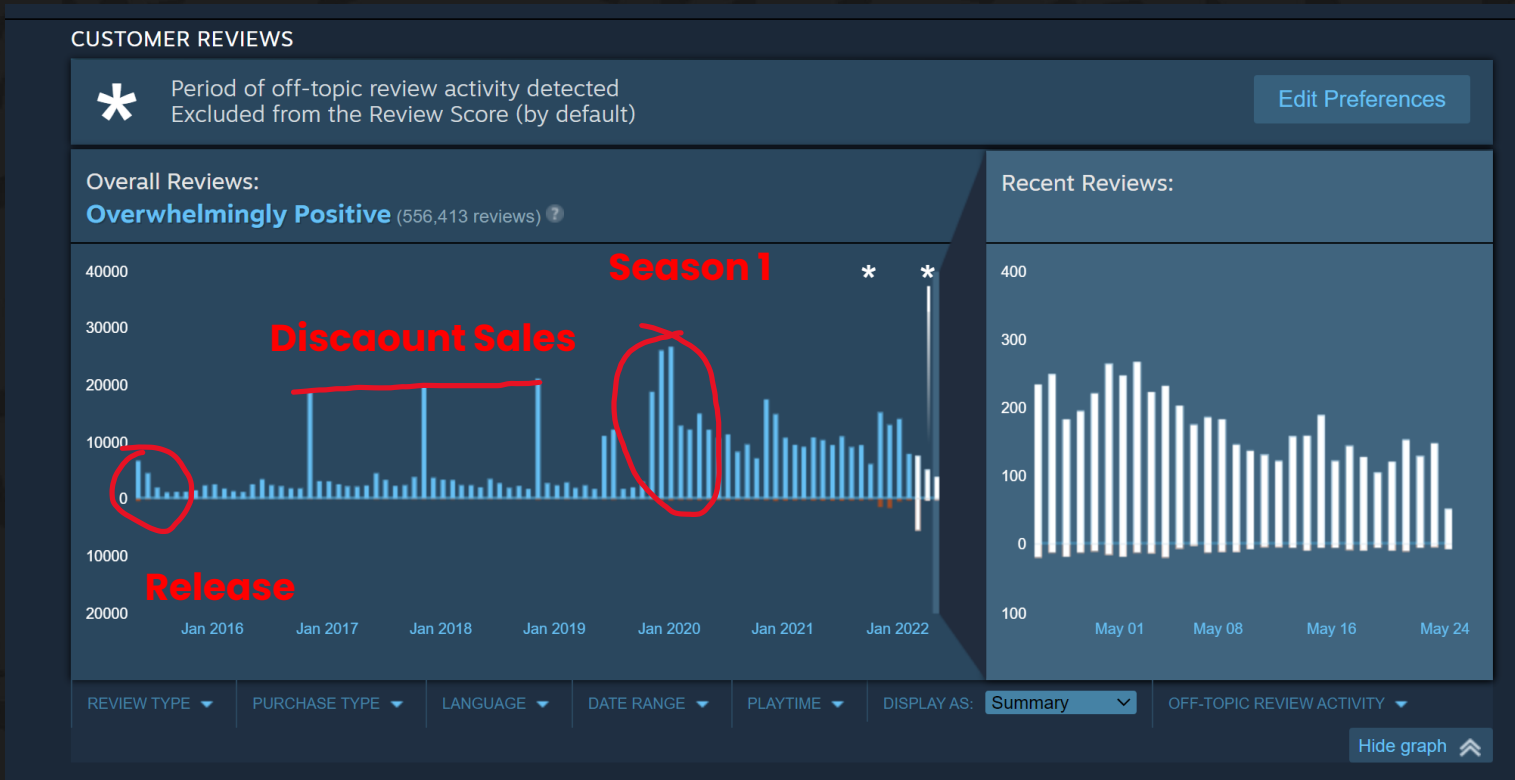 CUSTOMER REVIEWS
*
Period of off-topic review activity detected
Excluded from the Review Score (by default)
Edit Preferences
Overall Reviews:
Overwhelmingly Positive (556,413 reviews) ?
Recent Reviews:
Season 1
Discaount Sales
Release
* *
40000
30000
20000
10000
0
10000
20000
Jan 2016 Jan 2017 Jan 2018 Jan 2019 Jan 2020 Jan 2021 Jan 2022
400
300
200
100
0
100
May 01 May 08 May 16 May 24
REVIEW TYPE PURCHASE TYPE LANGUAGE DATE RANGE PLAYTIME DISPLAY AS: Summary OFF-TOPIC REVIEW ACTIVITY
Hide graph